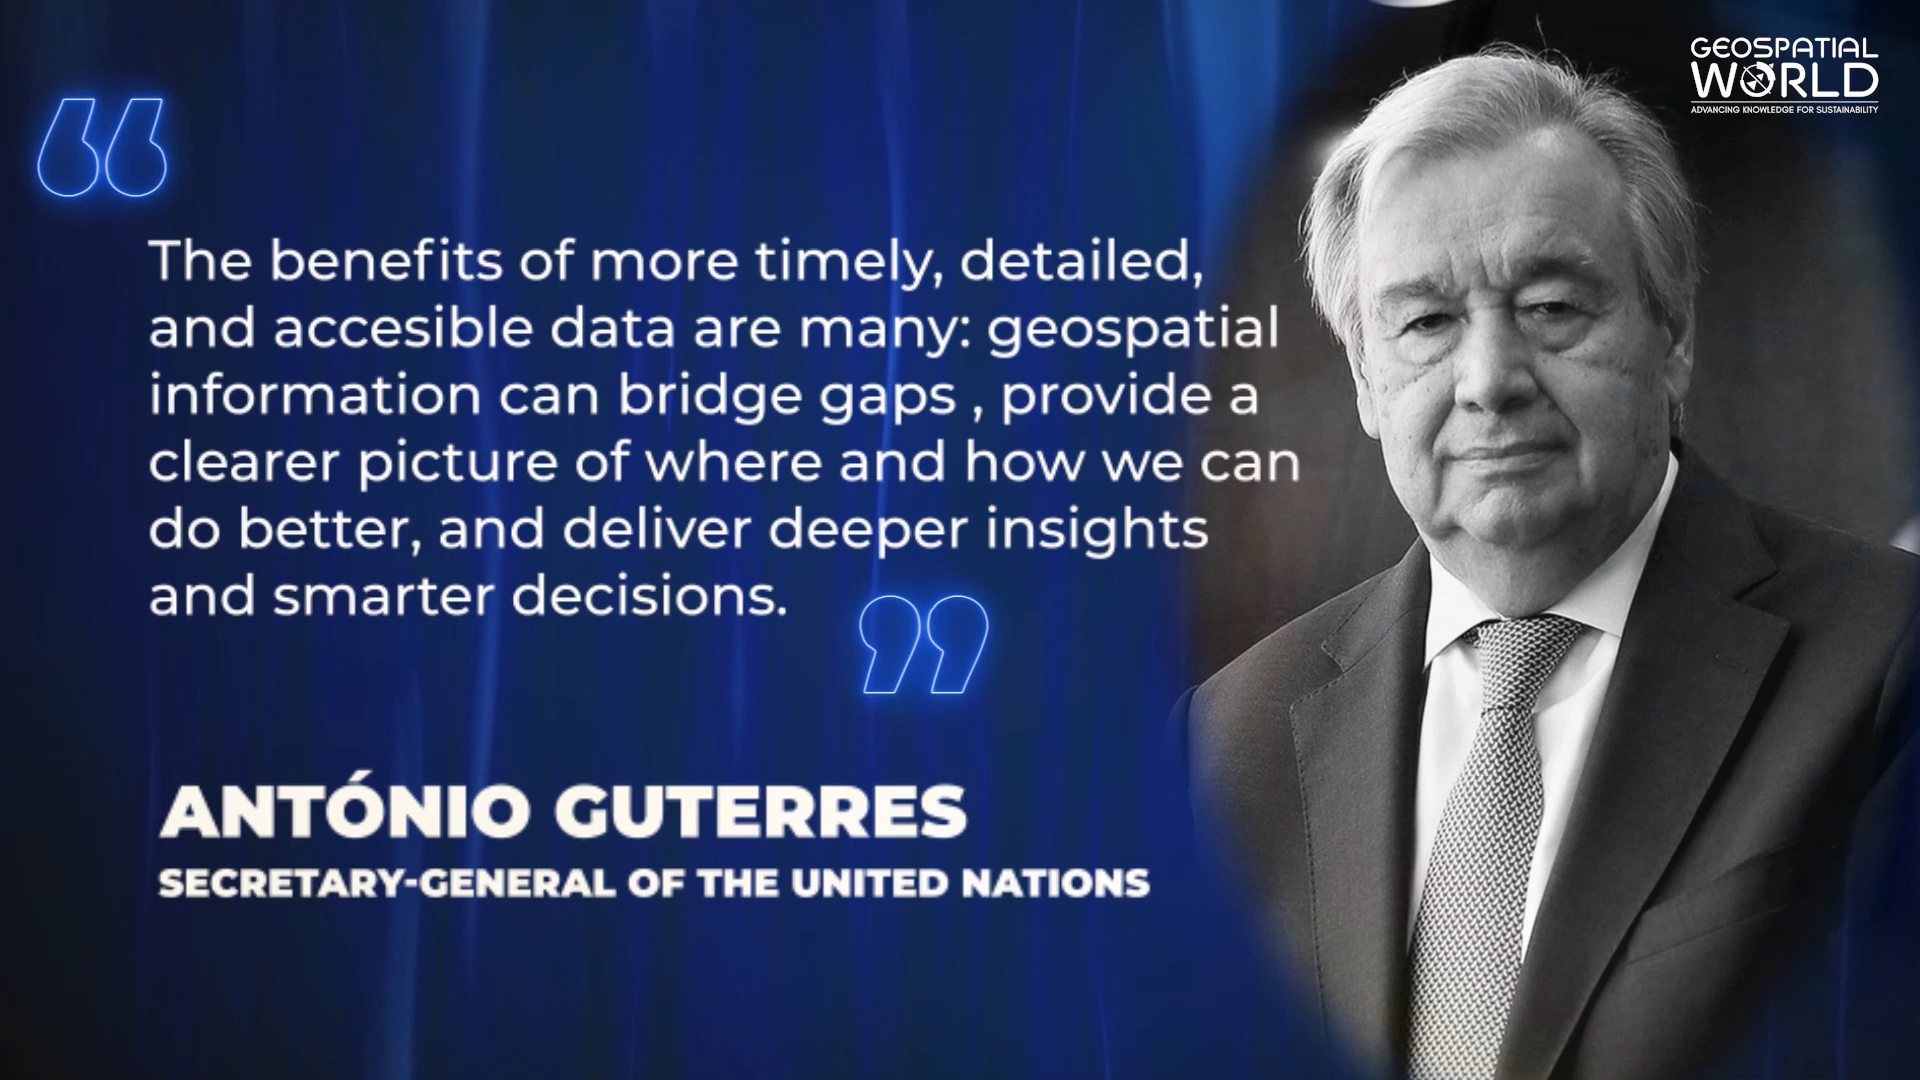 GEOSPATIAL
WORLD
ADVANCING KNOWLEDGE FOR SUSTAINABILITY
“
The benefits of more timely, detailed,
and accesible data are many: geospatial
information can bridge gaps , provide a
clearer picture of where and how we can
do better, and deliver deeper insights
and smarter decisions.
”
ANTÓNIO GUTERRES
SECRETARY-GENERAL OF THE UNITED NATIONS